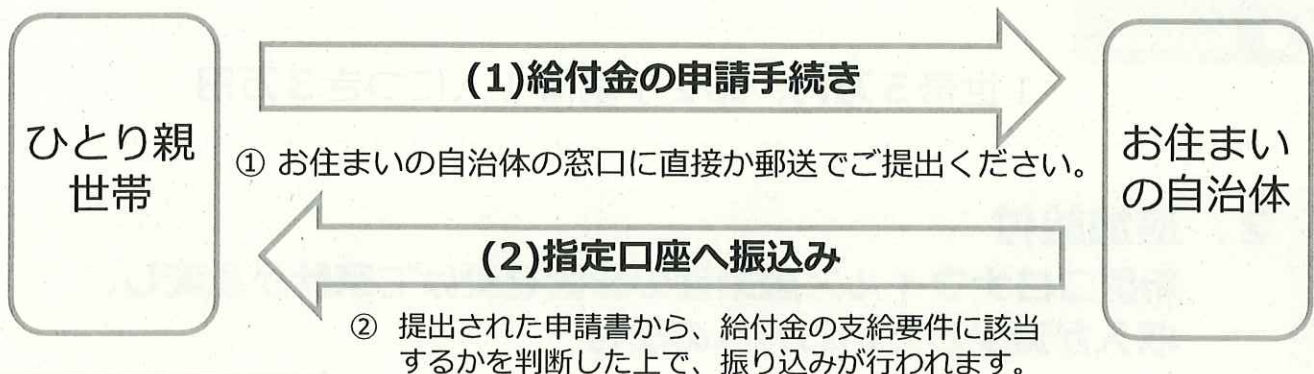 ひとり親
世帯
(1)給付金の申請手続き
① お住まいの自治体の窓口に直接か郵送でご提出ください。
(2)指定口座へ振込み
② 提出された申請書から、給付金の支給要件に該当
するかを判断した上で、振り込みが行われます。
お住まい
の自治体